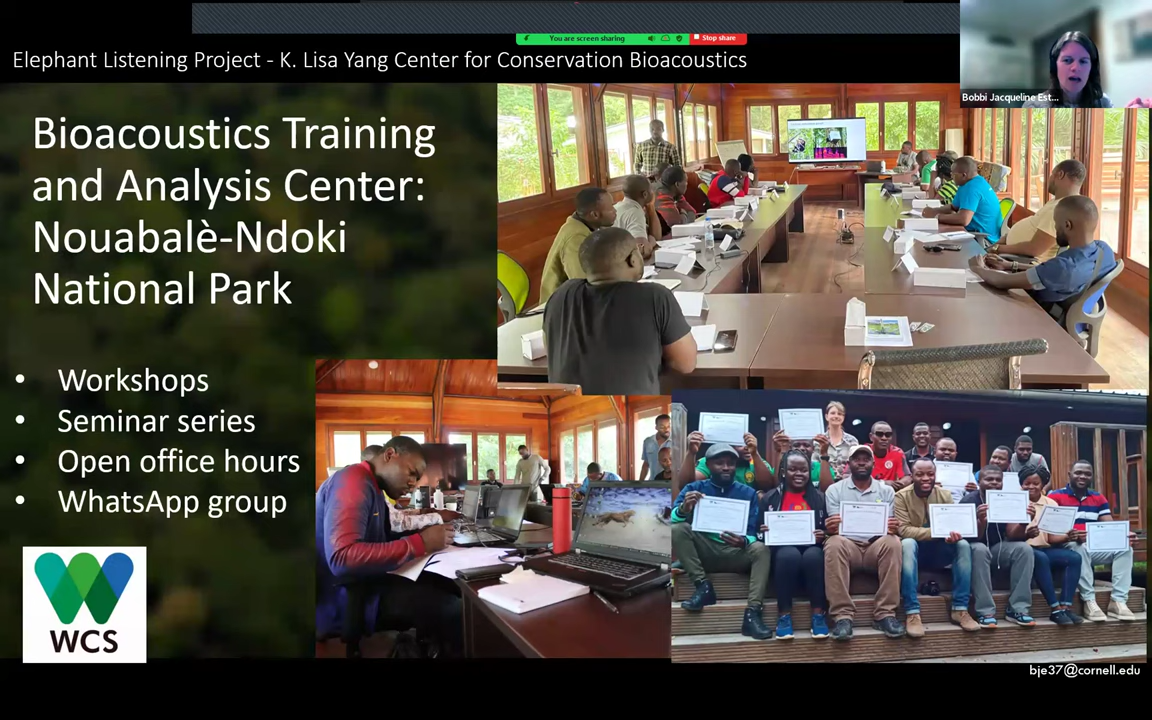 You are screen sharing
Stop share
Elephant Listening Project - K. Lisa Yang Center for Conservation Bioacoustics
Bobbi Jacqueline Est...
Bioacoustics Training
and Analysis Center:
Nouabalè-Ndoki
National Park
• Workshops
• Seminar series
• Open office hours
• WhatsApp group
WCS
bje37@cornell.edu